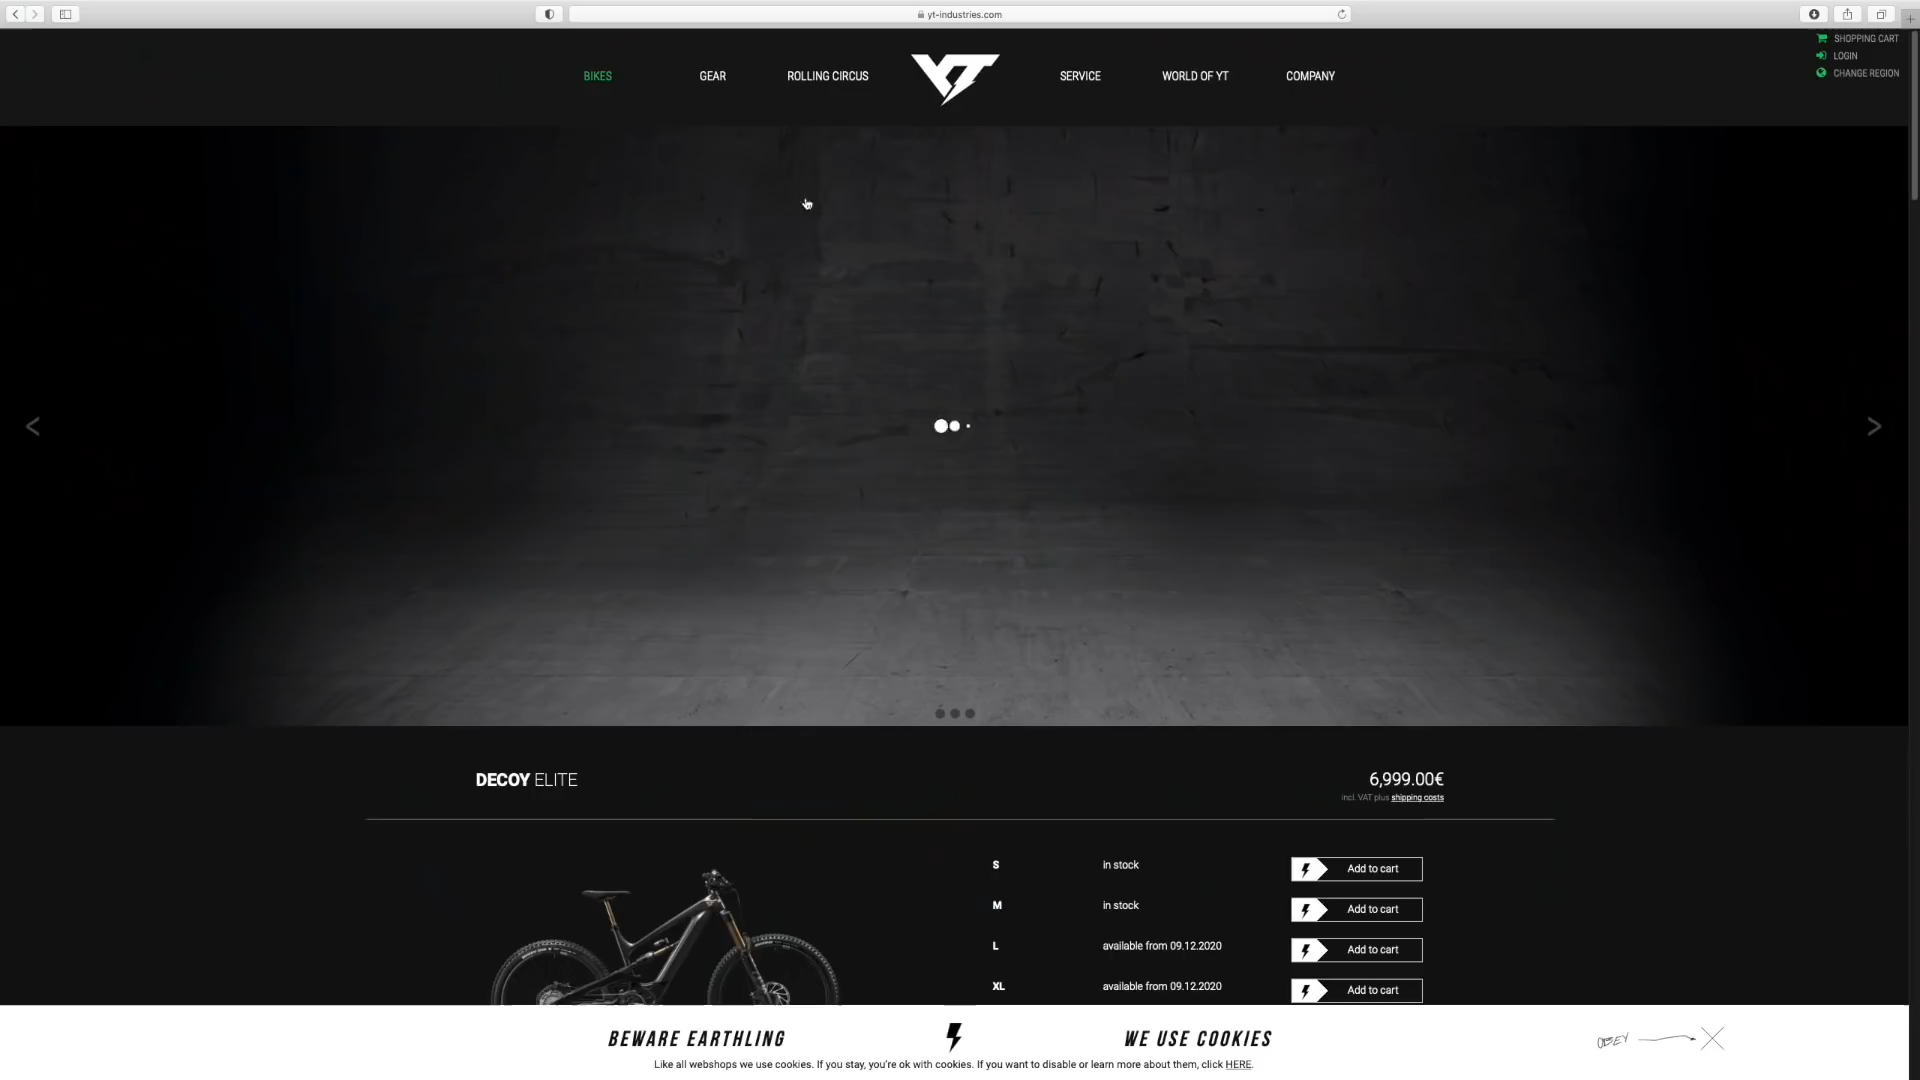 yt-industries.com
SHOPPING CART
LOGIN
CHANGE REGION
BIKES GEAR ROLLING CIRCUS YT SERVICE WORLD OF YT COMPANY
< >
DECOY ELITE 6,999.00€
incl. VAT plus shipping costs
S in stock Add to cart
M in stock Add to cart
L available from 09.12.2020 Add to cart
XL available from 09.12.2020 Add to cart
BEWARE EARTHLING WE USE COOKIES
OBEY
Like all webshops we use cookies. If you stay, you're ok with cookies. If you want to disable or learn more about them, click HERE.